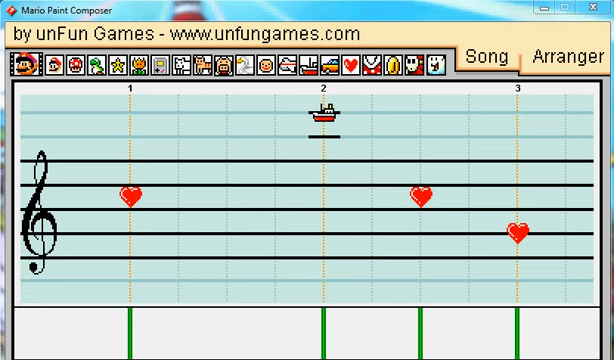 Mario Paint Composer
by unFun Games - www.unfungames.com
Song
Arranger
1
2
3